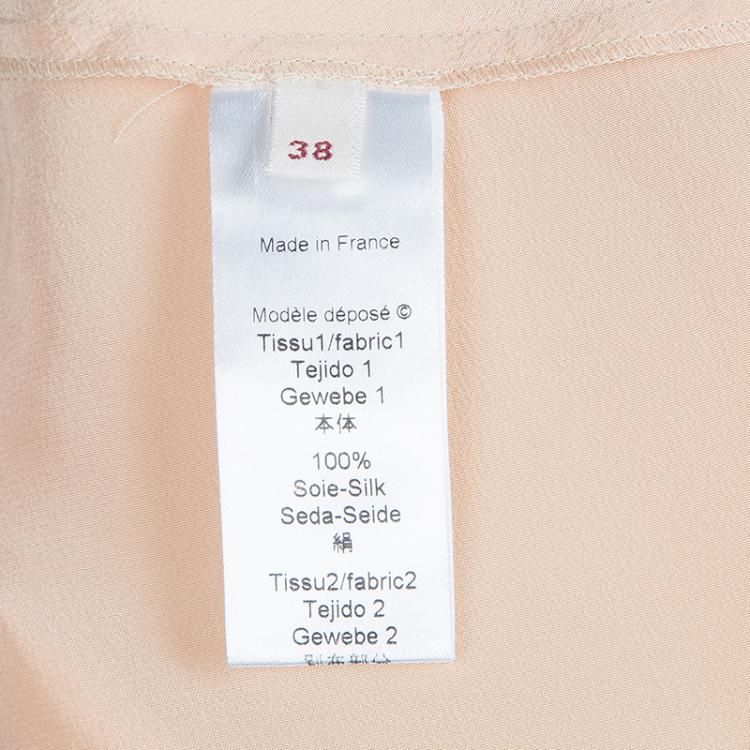 38
Made in France
Modèle déposé ©
Tissu1/fabric1
Tejido 1
Gewebe 1
本体
100%
Soie-Silk
Seda-Seide
絹
Tissu2/fabric2
Tejido 2
Gewebe 2